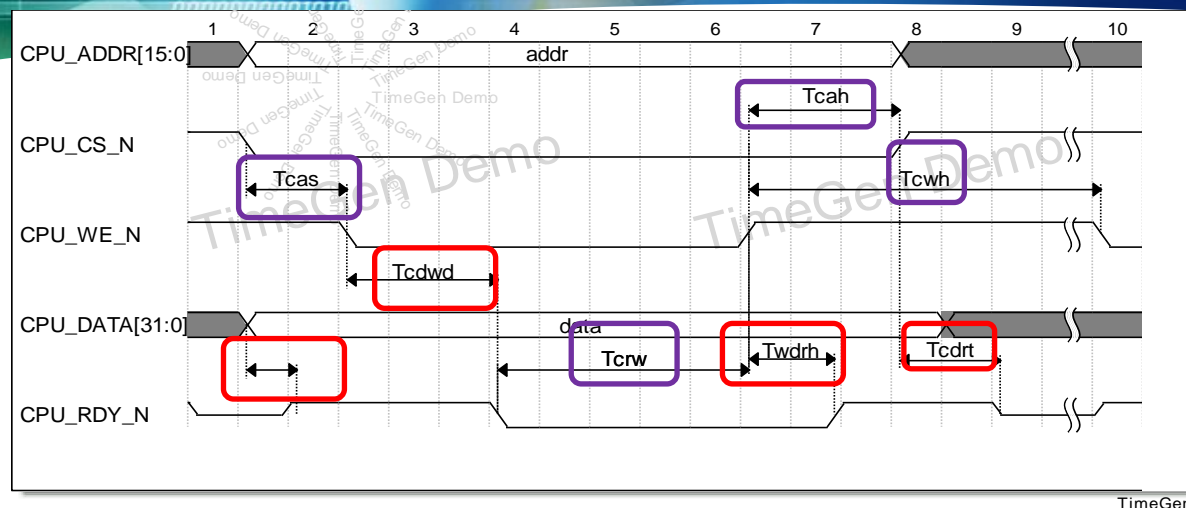 1 2 3 4 5 6 7 8 9 10
CPU_ADDR[15:0]
addr
Tcah
CPU_CS_N
Tcas
Tcwh
CPU_WE_N
Tcdwd
CPU_DATA[31:0]
data
Tcrw
Twdrh
Tcdrt
CPU_RDY_N
TimeGen Demo
TimeGen Demo
TimeGen Demo
TimeGen Demo
TimeGen